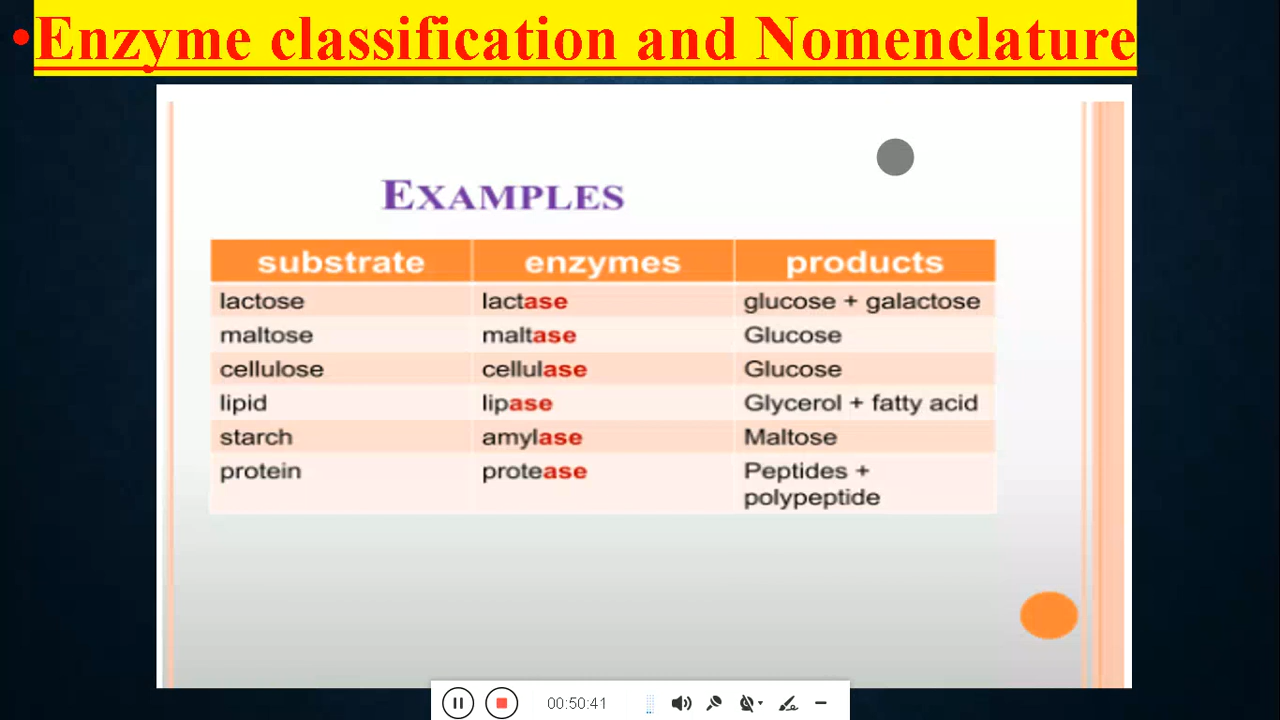 •Enzyme classification and Nomenclature
EXAMPLES
substrate enzymes products
lactose lactase glucose + galactose
maltose maltase Glucose
cellulose cellulase Glucose
lipid lipase Glycerol + fatty acid
starch amylase Maltose
protein protease Peptides +
polypeptide
00:50:41